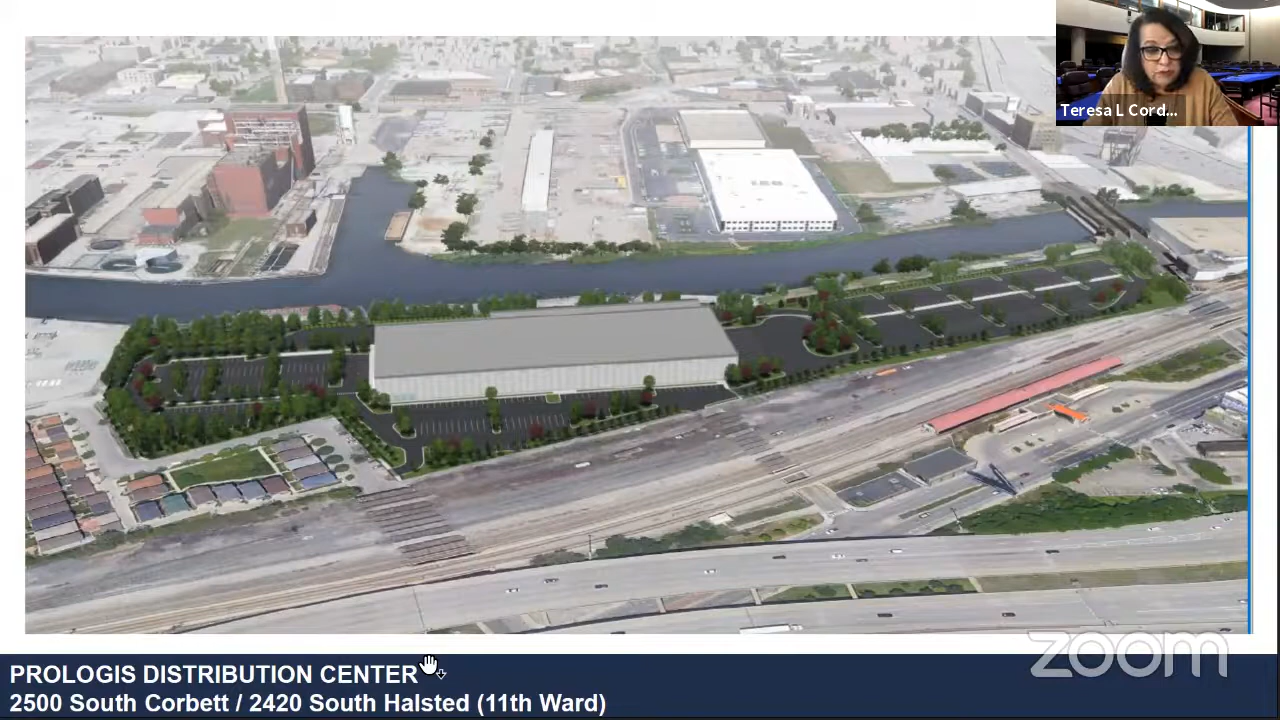 Teresa L Cord...
zoom
PROLOGIS DISTRIBUTION CENTER
2500 South Corbett / 2420 South Halsted (11th Ward)